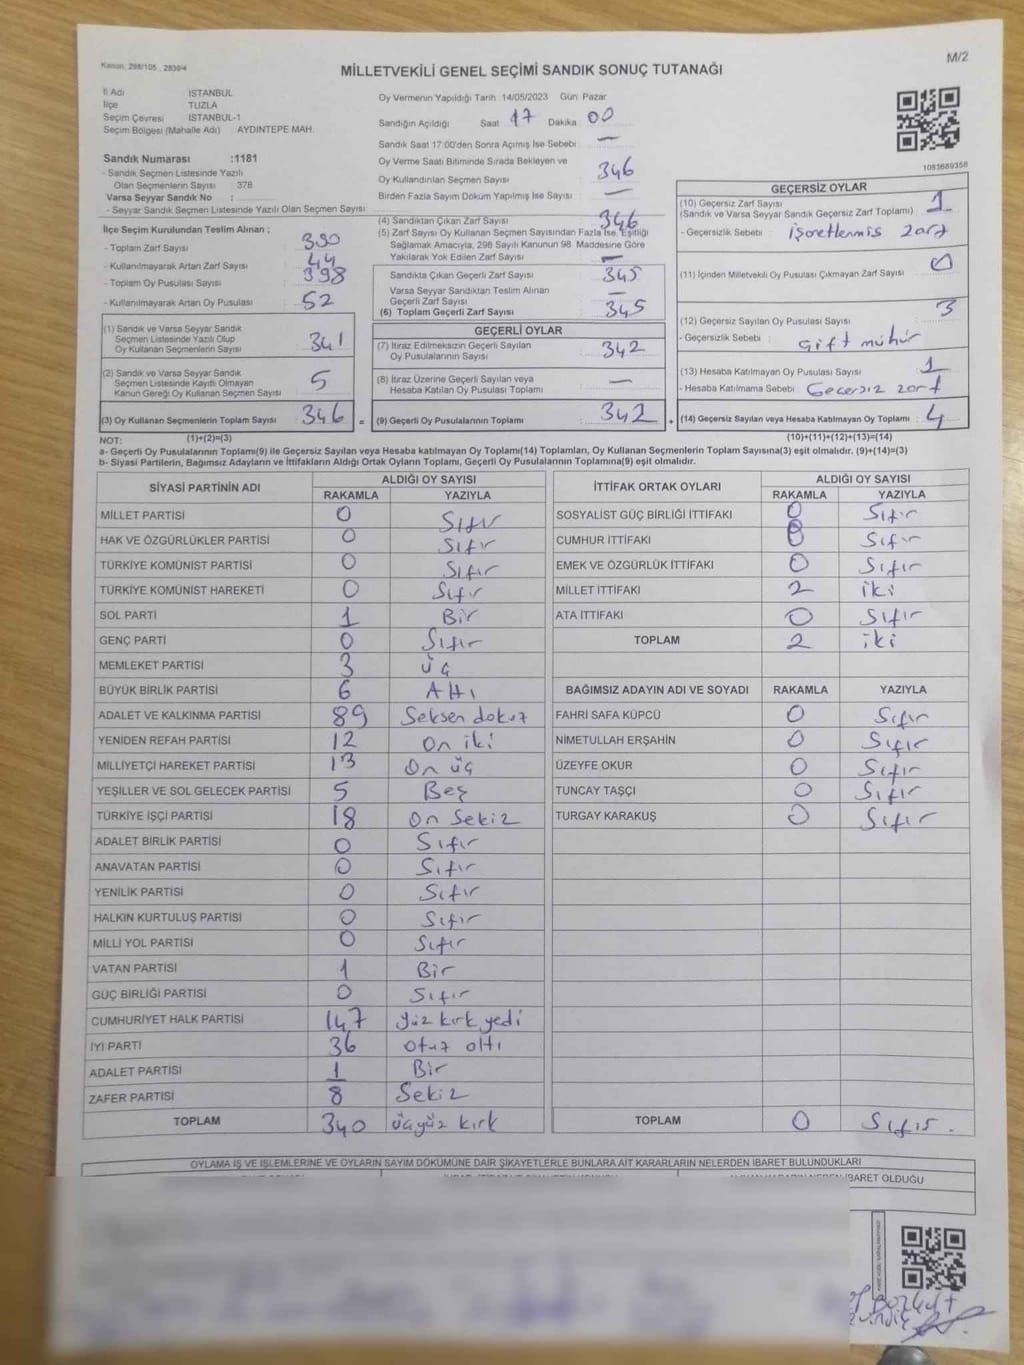 Kanun: 298/105 , 2839/4
M/2
MİLLETVEKİLİ GENEL SEÇİMİ SANDIK SONUÇ TUTANAĞI
İl Adı İSTANBUL
İlçe TUZLA
Seçim Çevresi İSTANBUL-1
Seçim Bölgesi (Mahalle Adı) AYDINTEPE MAH.
Sandık Numarası :1181
- Sandık Seçmen Listesinde Yazılı
Olan Seçmenlerin Sayısı : 378
Varsa Seyyar Sandık No :
- Seyyar Sandık Seçmen Listesinde Yazılı Olan Seçmen Sayısı:
İlçe Seçim Kurulundan Teslim Alınan ;
- Toplam Zarf Sayısı : 390
- Kullanılmayarak Artan Zarf Sayısı : 44
- Toplam Oy Pusulası Sayısı : 398
- Kullanılmayarak Artan Oy Pusulası : 52
(1) Sandık ve Varsa Seyyar Sandık
Seçmen Listesinde Yazılı Olup
Oy Kullanan Seçmenlerin Sayısı : 341
(2) Sandık ve Varsa Seyyar Sandık
Seçmen Listesinde Kayıtlı Olmayan
Kanun Gereği Oy Kullanan Seçmen Sayısı : 5
(3) Oy Kullanan Seçmenlerin Toplam Sayısı : 346 =
Oy Vermenin Yapıldığı Tarih :14/05/2023 Gün: Pazar
Sandığın Açıldığı Saat 17 Dakika 00
Sandık Saat 17:00'den Sonra Açılmış İse Sebebi : —
Oy Verme Saati Bitiminde Sırada Bekleyen ve
Oy Kullandırılan Seçmen Sayısı : 346
Birden Fazla Sayım Döküm Yapılmış İse Sayısı : —
(4) Sandıktan Çıkan Zarf Sayısı : 346
(5) Zarf Sayısı Oy Kullanan Seçmen Sayısından Fazla İse, Eşitliği
Sağlamak Amacıyla, 298 Sayılı Kanunun 98. Maddesine Göre
Yakılarak Yok Edilen Zarf Sayısı : —
Sandıkta Çıkan Geçerli Zarf Sayısı : 345
Varsa Seyyar Sandıktan Teslim Alınan
Geçerli Zarf Sayısı : —
(6) Toplam Geçerli Zarf Sayısı : 345
GEÇERLİ OYLAR
(7) İtiraz Edilmeksizin Geçerli Sayılan
Oy Pusulalarının Sayısı : 342
(8) İtiraz Üzerine Geçerli Sayılan veya
Hesaba Katılan Oy Pusulası Toplamı : —
(9) Geçerli Oy Pusulalarının Toplamı : 342 +
1083689358
GEÇERSİZ OYLAR
(10) Geçersiz Zarf Sayısı
(Sandık ve Varsa Seyyar Sandık Geçersiz Zarf Toplamı) : 1
- Geçersizlik Sebebi : işaretlenmis zarf
(11) İçinden Milletvekili Oy Pusulası Çıkmayan Zarf Sayısı : 0
(12) Geçersiz Sayılan Oy Pusulası Sayısı : 3
- Geçersizlik Sebebi : Çift mühür
(13) Hesaba Katılmayan Oy Pusulası Sayısı : 1
- Hesaba Katılmama Sebebi : Gecersiz zarf
(14) Geçersiz Sayılan veya Hesaba Katılmayan Oy Toplamı : 4
NOT: (1)+(2)=(3) (10)+(11)+(12)+(13)=(14)
a- Geçerli Oy Pusulalarının Toplamı(9) ile Geçersiz Sayılan veya Hesaba katılmayan Oy Toplamı(14) Toplamları, Oy Kullanan Seçmenlerin Toplam Sayısına(3) eşit olmalıdır. (9)+(14)=(3)
b- Siyasi Partilerin, Bağımsız Adayların ve İttifakların Aldığı Ortak Oyların Toplamı, Geçerli Oy Pusulalarının Toplamına(9) eşit olmalıdır.
SİYASİ PARTİNİN ADI ALDIĞI OY SAYISI
RAKAMLA YAZIYLA
MİLLET PARTİSİ 0 Sıfır
HAK VE ÖZGÜRLÜKLER PARTİSİ 0 Sıfır
TÜRKİYE KOMÜNİST PARTİSİ 0 Sıfır
TÜRKİYE KOMÜNİST HAREKETİ 0 Sıfır
SOL PARTİ 1 Bir
GENÇ PARTİ 0 Sıfır
MEMLEKET PARTİSİ 3 üç
BÜYÜK BİRLİK PARTİSİ 6 Altı
ADALET VE KALKINMA PARTİSİ 89 Seksen dokuz
YENİDEN REFAH PARTİSİ 12 On iki
MİLLİYETÇİ HAREKET PARTİSİ 13 On üç
YEŞİLLER VE SOL GELECEK PARTİSİ 5 Beş
TÜRKİYE İŞÇİ PARTİSİ 18 On Sekiz
ADALET BİRLİK PARTİSİ 0 Sıfır
ANAVATAN PARTİSİ 0 Sıfır
YENİLİK PARTİSİ 0 Sıfır
HALKIN KURTULUŞ PARTİSİ 0 Sıfır
MİLLİ YOL PARTİSİ 0 Sıfır
VATAN PARTİSİ 1 Bir
GÜÇ BİRLİĞİ PARTİSİ 0 Sıfır
CUMHURİYET HALK PARTİSİ 147 Yüz kırk yedi
İYİ PARTİ 36 Otuz altı
ADALET PARTİSİ 1 Bir
ZAFER PARTİSİ 8 Sekiz
TOPLAM 340 üçyüz kırk
İTTİFAK ORTAK OYLARI ALDIĞI OY SAYISI
RAKAMLA YAZIYLA
SOSYALİST GÜÇ BİRLİĞİ İTTİFAKI 0 Sıfır
CUMHUR İTTİFAKI 0 Sıfır
EMEK VE ÖZGÜRLÜK İTTİFAKI 0 Sıfır
MİLLET İTTİFAKI 2 iki
ATA İTTİFAKI 0 Sıfır
TOPLAM 2 iki
BAĞIMSIZ ADAYIN ADI VE SOYADI RAKAMLA YAZIYLA
FAHRİ SAFA KÜPCÜ 0 Sıfır
NİMETULLAH ERŞAHİN 0 Sıfır
ÜZEYFE OKUR 0 Sıfır
TUNCAY TAŞÇI 0 Sıfır
TURGAY KARAKUŞ 0 Sıfır
TOPLAM 0 Sıfır.
OYLAMA İŞ VE İŞLEMLERİNE VE OYLARIN SAYIM DÖKÜMÜNE DAİR ŞİKAYETLERLE BUNLARA AİT KARARLARIN NELERDEN İBARET BULUNDUKLARI
İBARET OLDUĞU